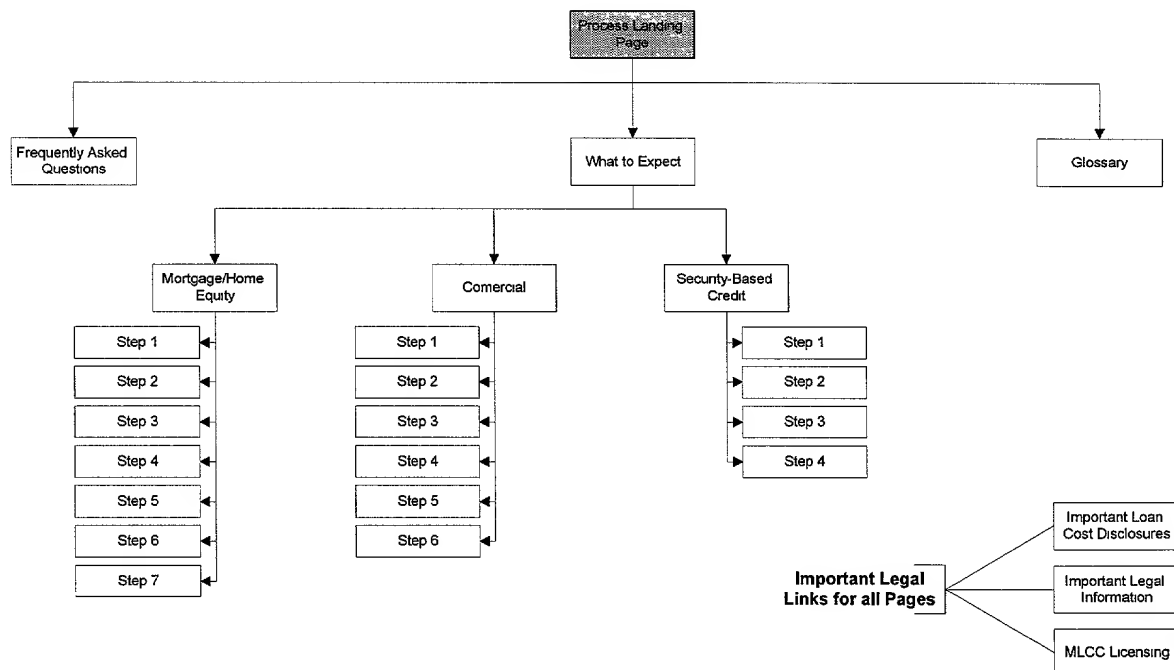 Process Landing
Page
Frequently Asked
Questions
What to Expect
Glossary
Mortgage/Home
Equity
Comercial
Security-Based
Credit
Step 1
Step 2
Step 3
Step 4
Step 5
Step 6
Step 7
Step 1
Step 2
Step 3
Step 4
Step 5
Step 6
Step 1
Step 2
Step 3
Step 4
Important Legal
Links for all Pages
Important Loan
Cost Disclosures
Important Legal
Information
MLCC Licensing